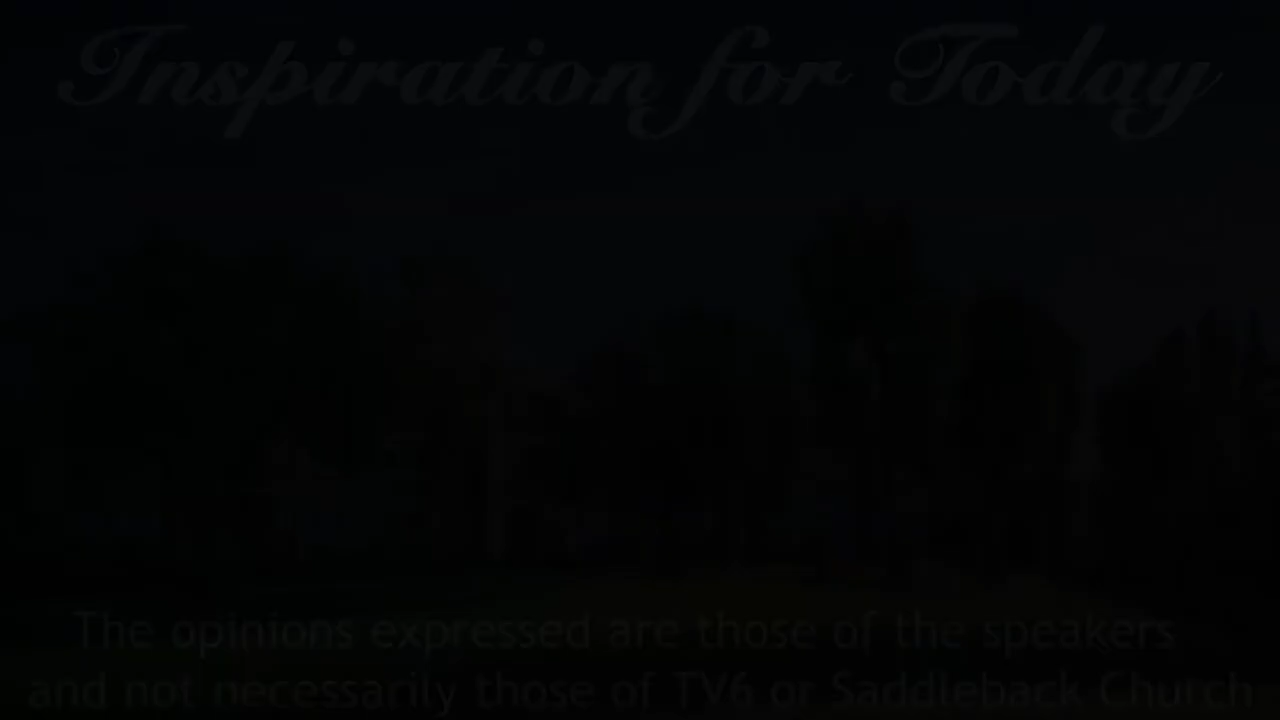 Inspiration for Today
The opinions expressed are those of the speakers
and not necessarily those of TV6 or Saddleback Church